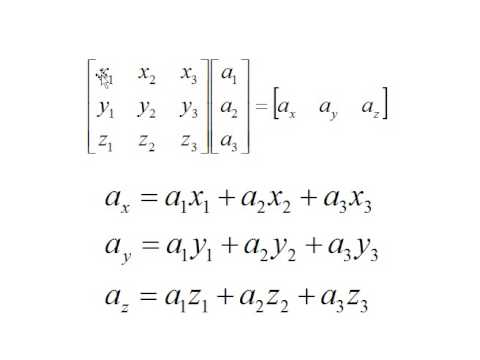 [x₁ x₂ x₃] [a₁]
[y₁ y₂ y₃] [a₂] = [aₓ a_y a_z]
[z₁ z₂ z₃] [a₃]
aₓ = a₁x₁ + a₂x₂ + a₃x₃
a_y = a₁y₁ + a₂y₂ + a₃y₃
a_z = a₁z₁ + a₂z₂ + a₃z₃